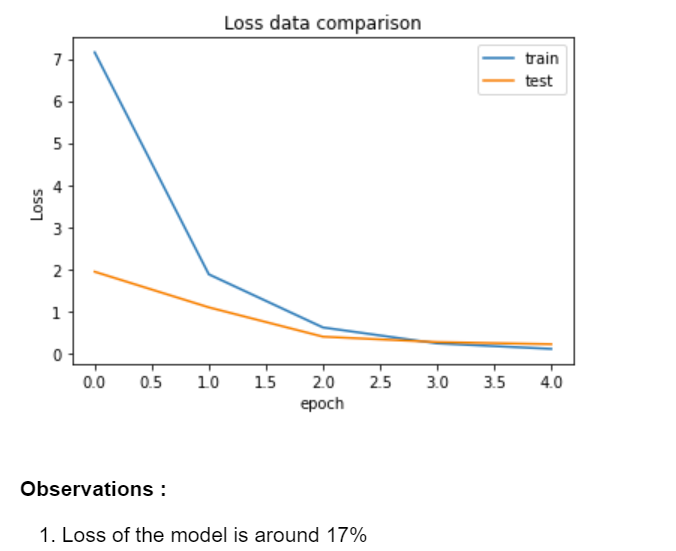 Loss data comparison
train
test
7
6
5
4
3
2
1
0
Loss
0.0 0.5 1.0 1.5 2.0 2.5 3.0 3.5 4.0
epoch
Observations :
1. Loss of the model is around 17%